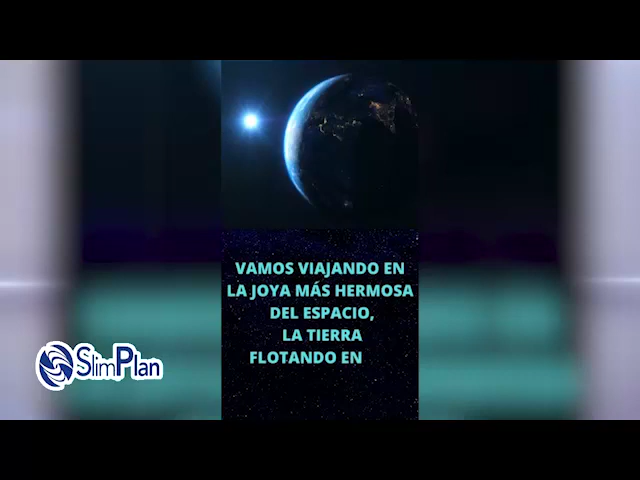 VAMOS VIAJANDO EN
LA JOYA MÁS HERMOSA
DEL ESPACIO,
LA TIERRA
FLOTANDO EN
SlimPlan